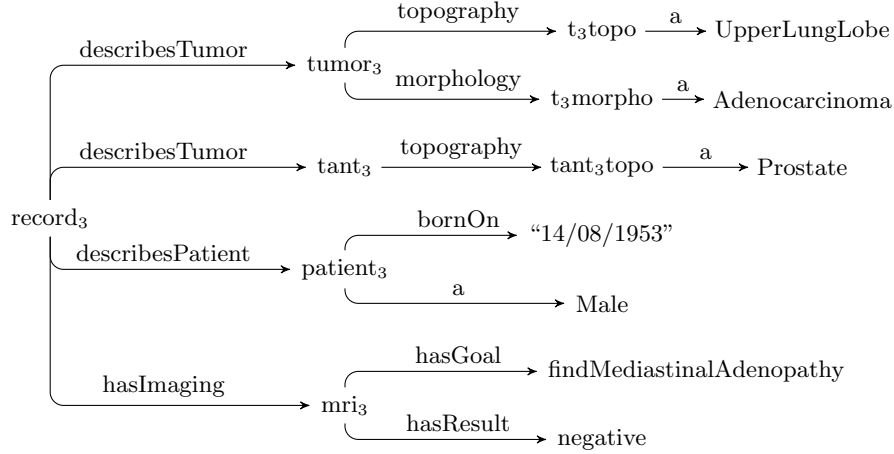 topography
t₃topo a UpperLungLobe
describesTumor tumor₃
morphology
t₃morpho a Adenocarcinoma
describesTumor tant₃ topography tant₃topo a Prostate
record₃
bornOn “14/08/1953”
describesPatient patient₃
a Male
hasGoal findMediastinalAdenopathy
hasImaging mri₃
hasResult negative